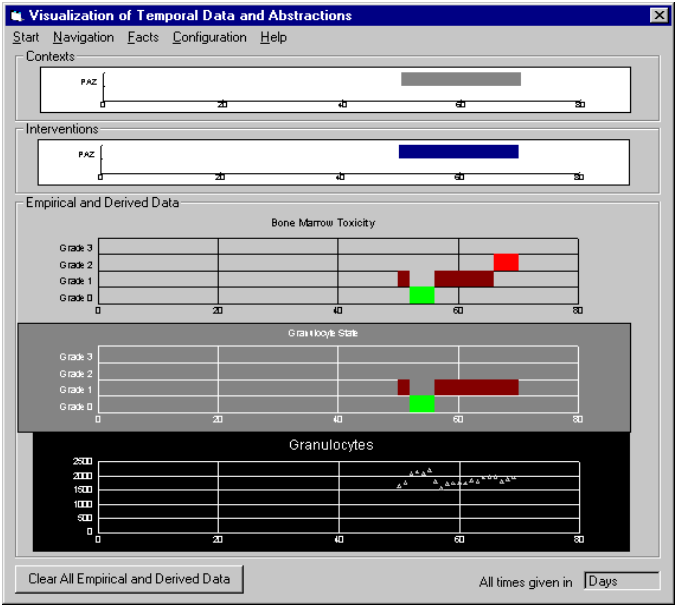 Visualization of Temporal Data and Abstractions
Start Navigation Facts Configuration Help
Contexts
PAZ
0 20 40 60 80
Interventions
PAZ
0 20 40 60 80
Empirical and Derived Data
Bone Marrow Toxicity
Grade 3
Grade 2
Grade 1
Grade 0
0 20 40 60 80
Granulocyte State
Grade 3
Grade 2
Grade 1
Grade 0
0 20 40 60 80
Granulocytes
2500
2000
1500
1000
500
0
0 20 40 60 80
Clear All Empirical and Derived Data
All times given in Days